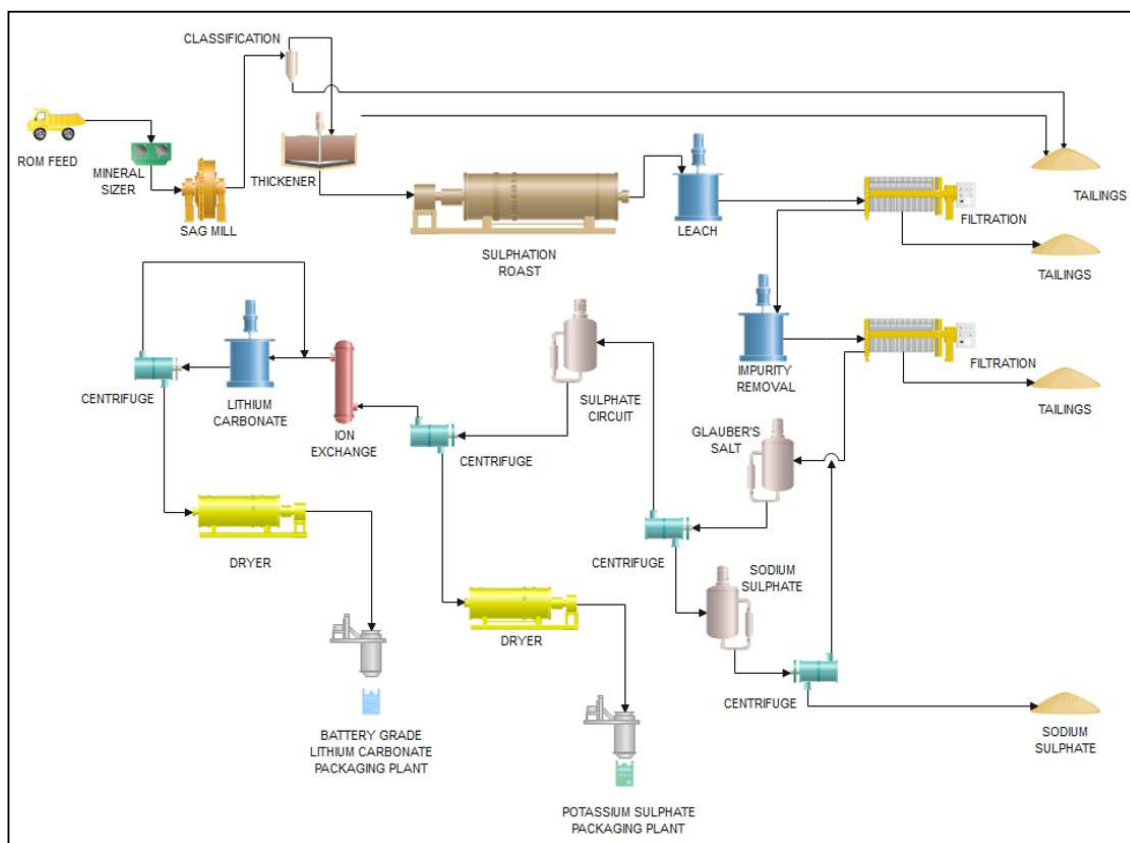 CLASSIFICATION
ROM FEED
MINERAL
SIZER
SAG MILL
THICKENER
SULPHATION
ROAST
LEACH
FILTRATION
TAILINGS
TAILINGS
CENTRIFUGE
LITHIUM
CARBONATE
ION
EXCHANGE
SULPHATE
CIRCUIT
CENTRIFUGE
IMPURITY
REMOVAL
FILTRATION
TAILINGS
GLAUBER'S
SALT
CENTRIFUGE
SODIUM
SULPHATE
DRYER
DRYER
CENTRIFUGE
SODIUM
SULPHATE
BATTERY GRADE
LITHIUM CARBONATE
PACKAGING PLANT
POTASSIUM SULPHATE
PACKAGING PLANT